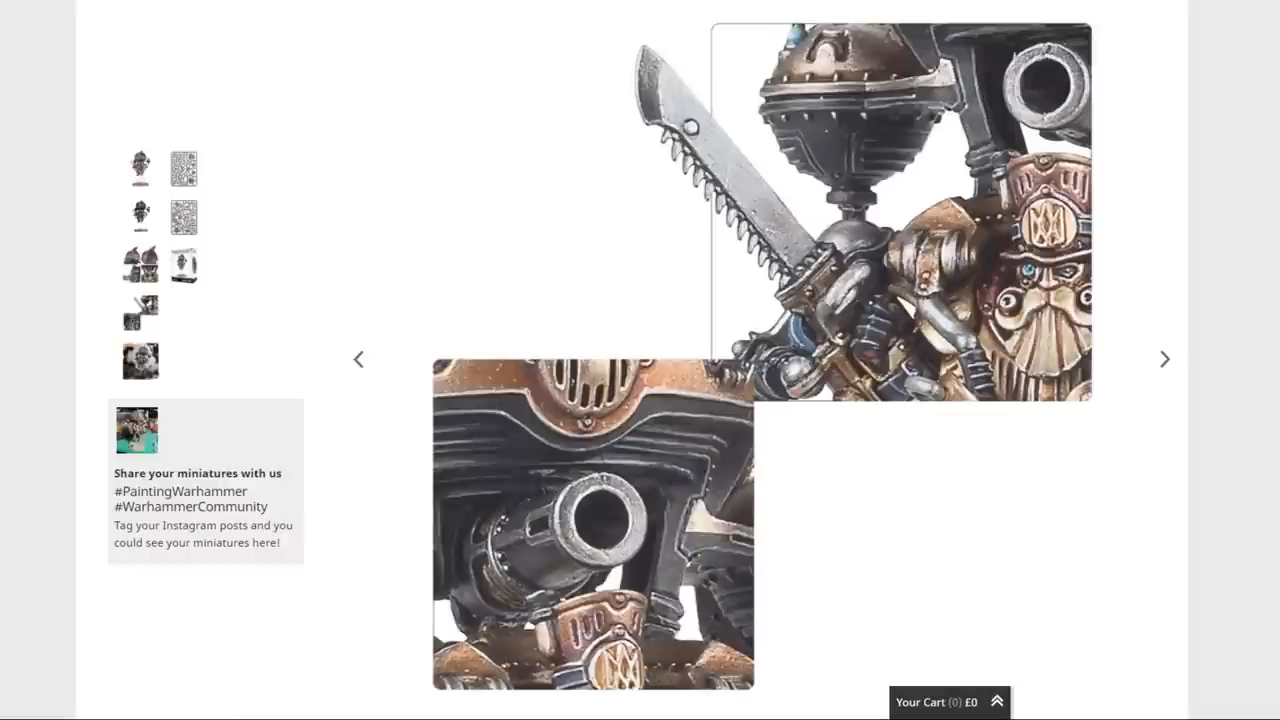 Share your miniatures with us
#PaintingWarhammer
#WarhammerCommunity
Tag your Instagram posts and you
could see your miniatures here!
Your Cart (0) £0